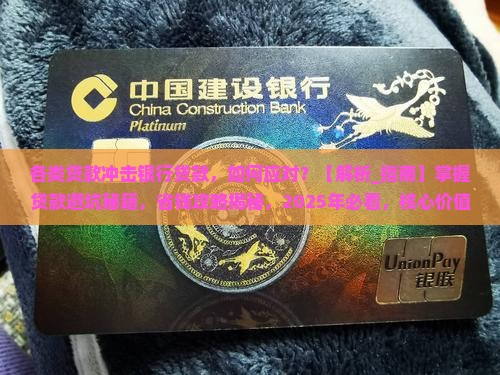 中国建设银行
China Construction Bank
Platinum
各类贷款冲击银行贷款，如何应对？【解析_指南】掌握
贷款避坑秘籍，省钱攻略揭秘，2025年必看，核心价值
UnionPay
银联